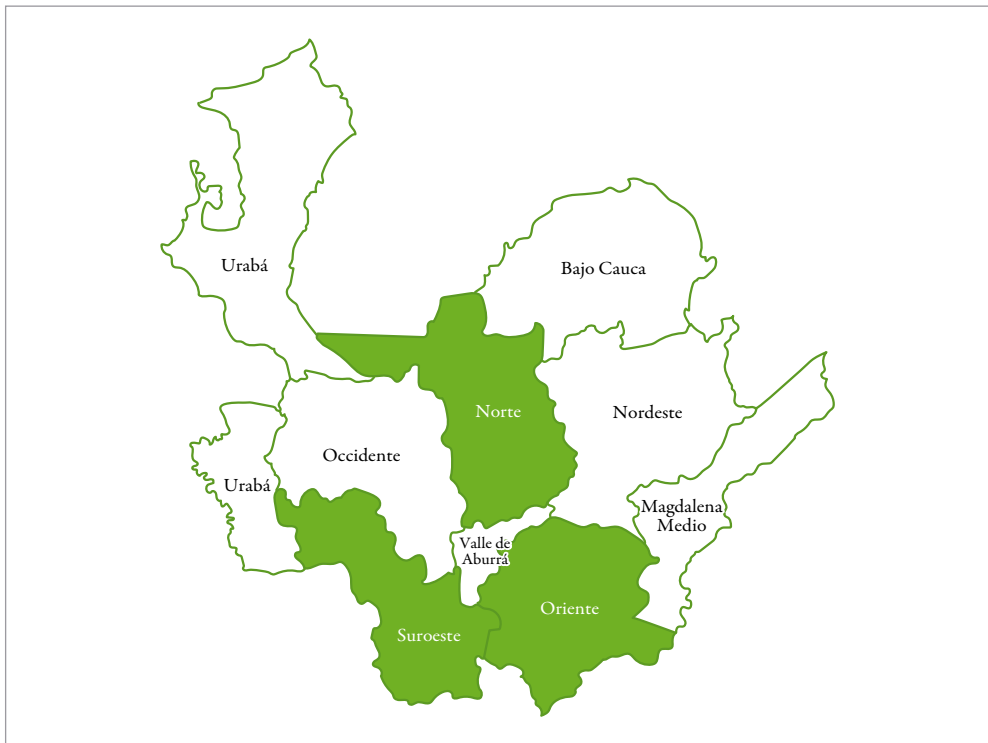 Urabá
Bajo Cauca
Norte
Nordeste
Occidente
Urabá
Magdalena
Medio
Valle de
Aburrá
Oriente
Suroeste